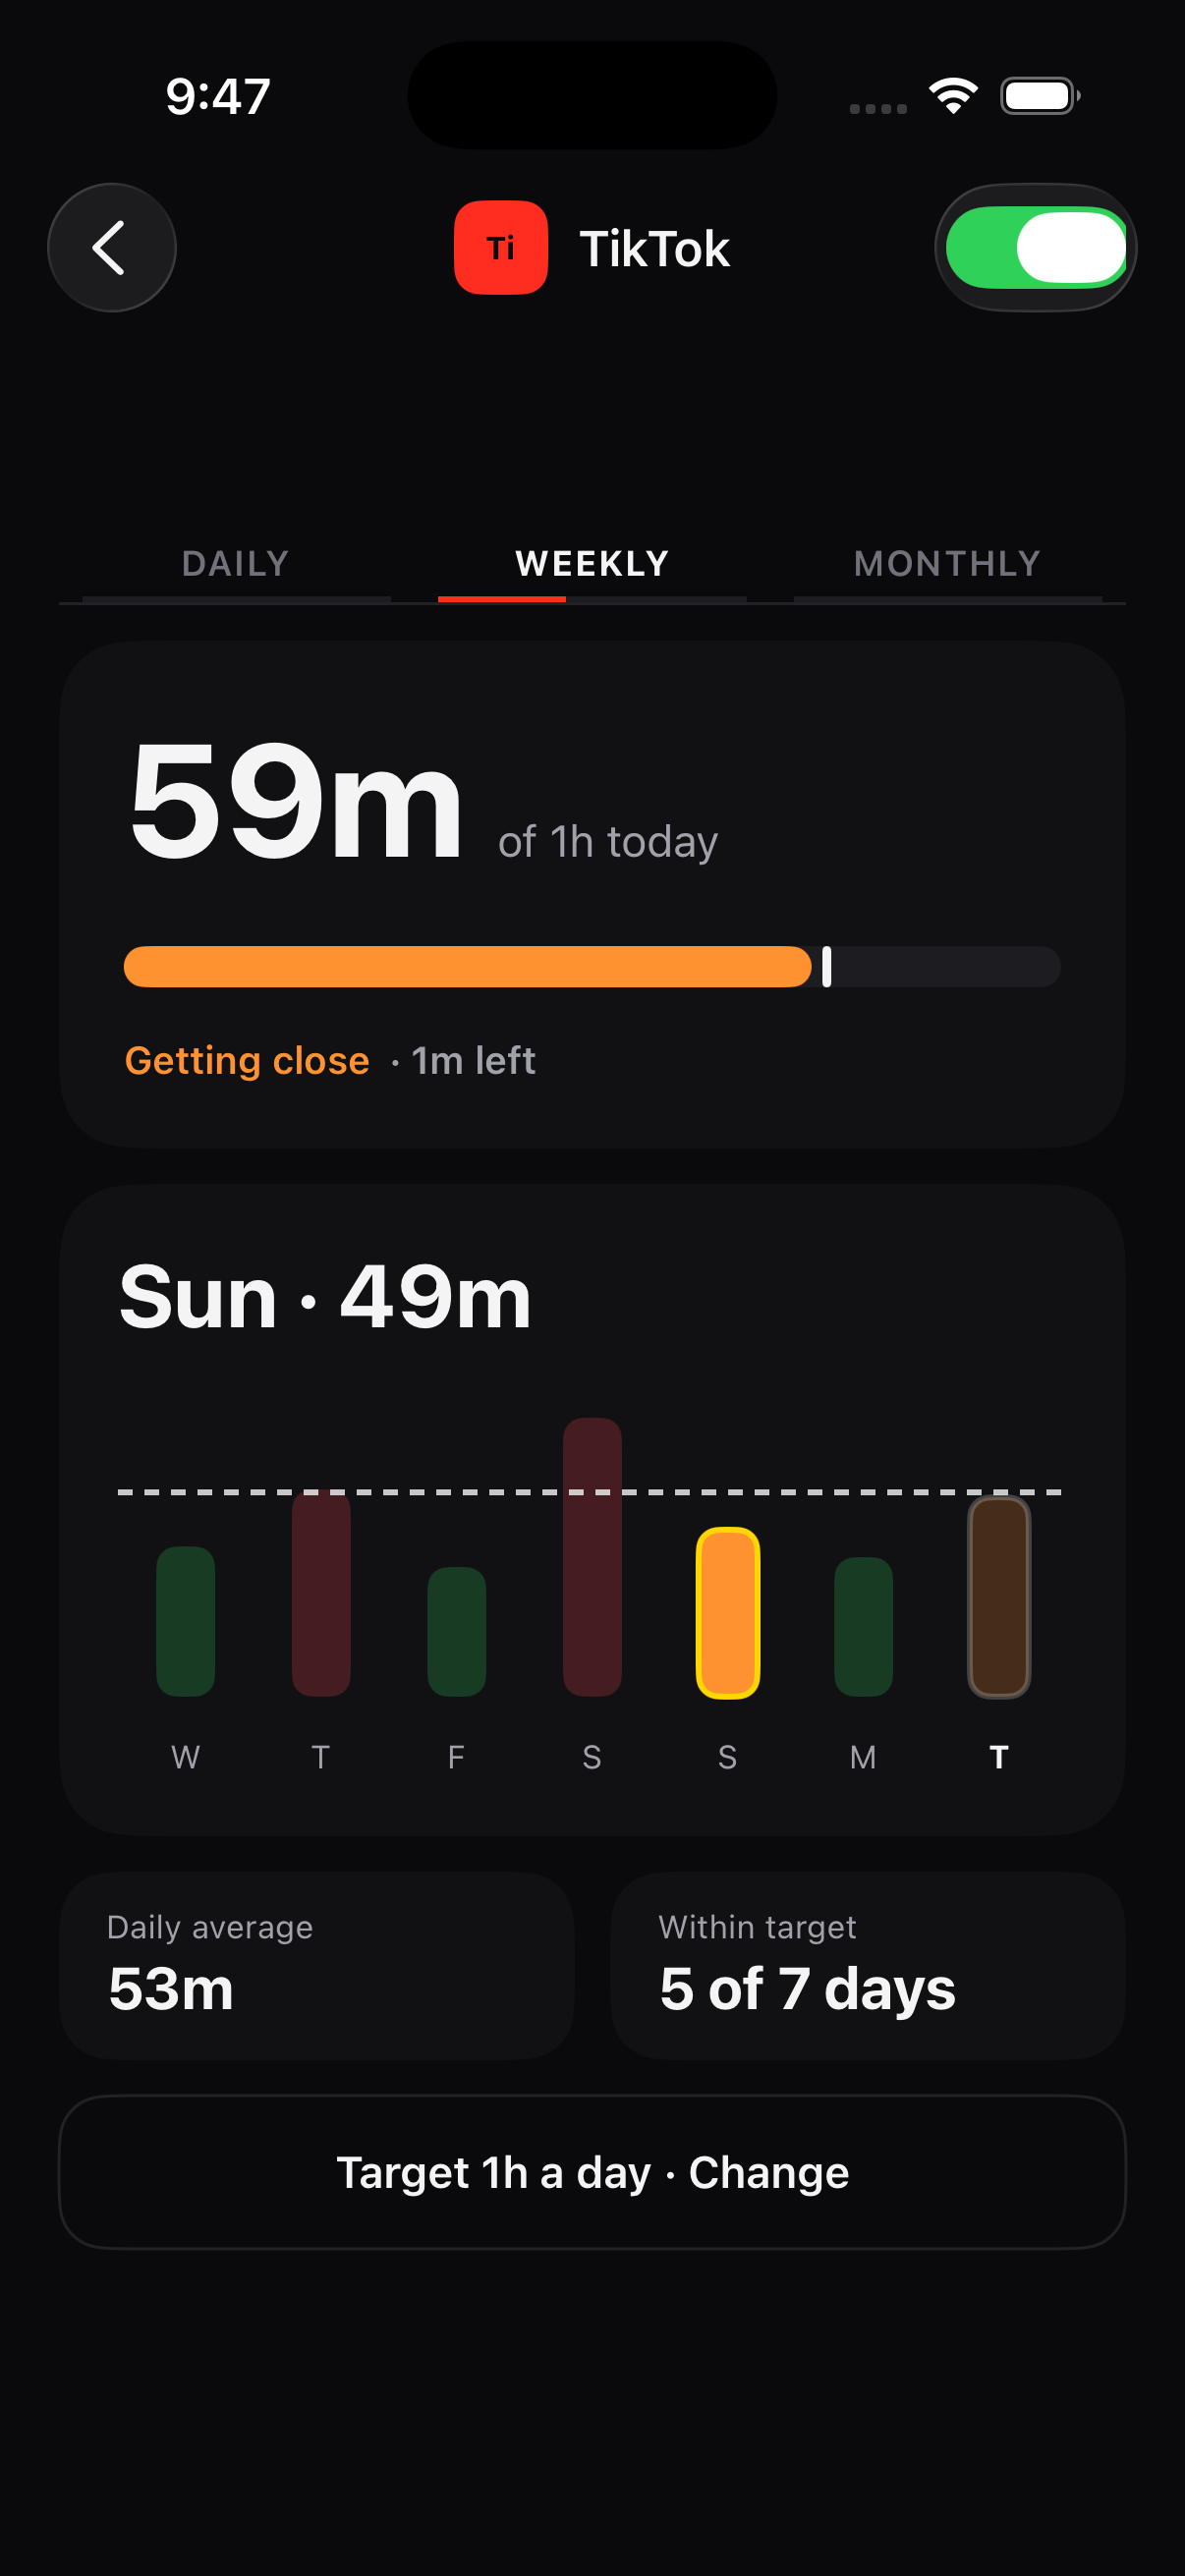 9:47
Ti TikTok
DAILY WEEKLY MONTHLY
59m of 1h today
Getting close · 1m left
Sun · 49m
W T F S S M T
Daily average
53m
Within target
5 of 7 days
Target 1h a day · Change